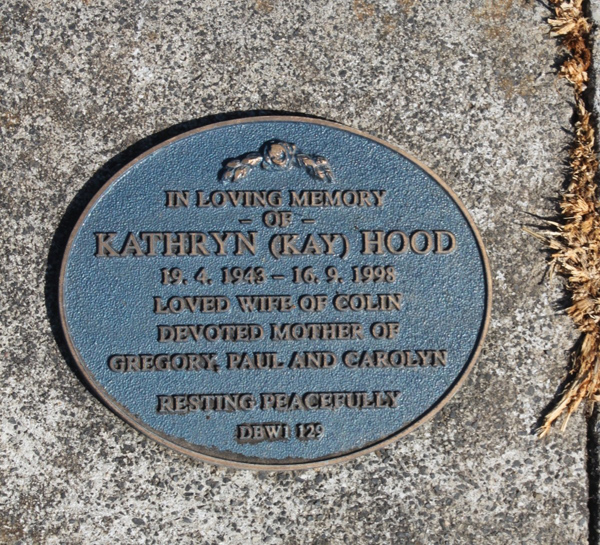 IN LOVING MEMORY
– OF –
KATHRYN (KAY) HOOD
19. 4. 1943 – 16. 9. 1998
LOVED WIFE OF COLIN
DEVOTED MOTHER OF
GREGORY, PAUL AND CAROLYN
RESTING PEACEFULLY
DBW1 129